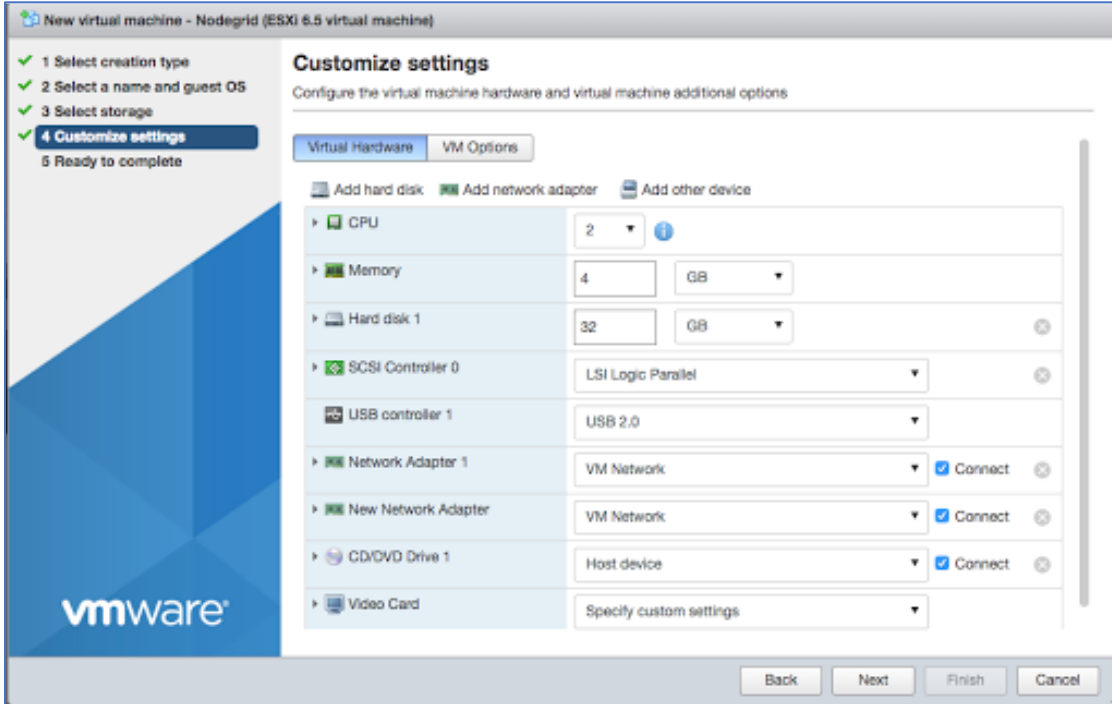 New virtual machine - Nodegrid (ESXi 6.5 virtual machine)
1 Select creation type
2 Select a name and guest OS
3 Select storage
4 Customize settings
5 Ready to complete
vmware®
Customize settings
Configure the virtual machine hardware and virtual machine additional options
Virtual Hardware VM Options
Add hard disk Add network adapter Add other device
CPU 2
Memory 4 GB
Hard disk 1 32 GB
SCSI Controller 0 LSI Logic Parallel
USB controller 1 USB 2.0
Network Adapter 1 VM Network Connect
New Network Adapter VM Network Connect
CD/DVD Drive 1 Host device Connect
Video Card Specify custom settings
Back Next Finish Cancel